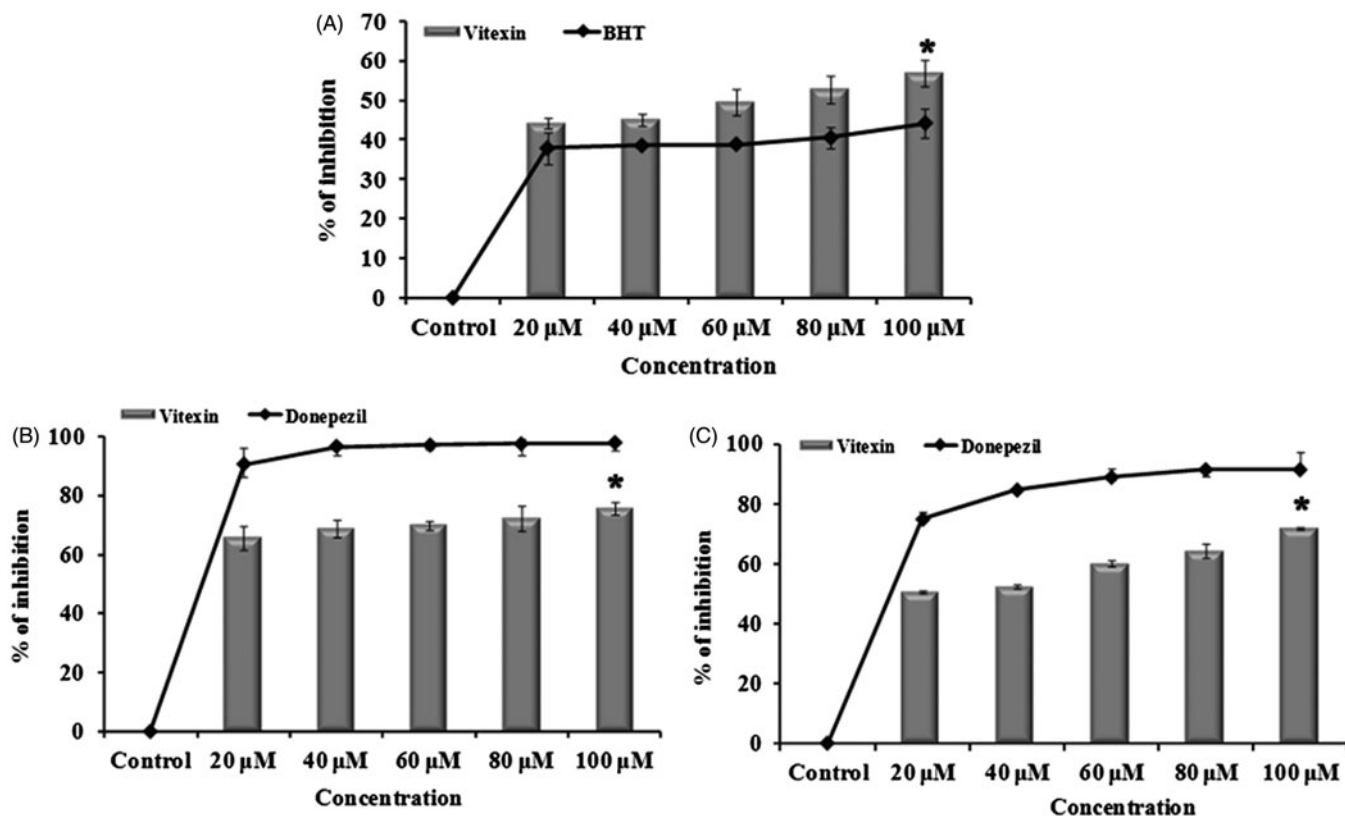 (A)
Vitexin BHT
70
60
50
40
30
20
10
0
% of inhibition
*
Control 20 μM 40 μM 60 μM 80 μM 100 μM
Concentration
(B)
Vitexin Donepezil
100
80
60
40
20
0
% of inhibition
*
Control 20 μM 40 μM 60 μM 80 μM 100 μM
Concentration
(C)
Vitexin Donepezil
100
80
60
40
20
0
% of inhibition
*
Control 20 μM 40 μM 60 μM 80 μM 100 μM
Concentration